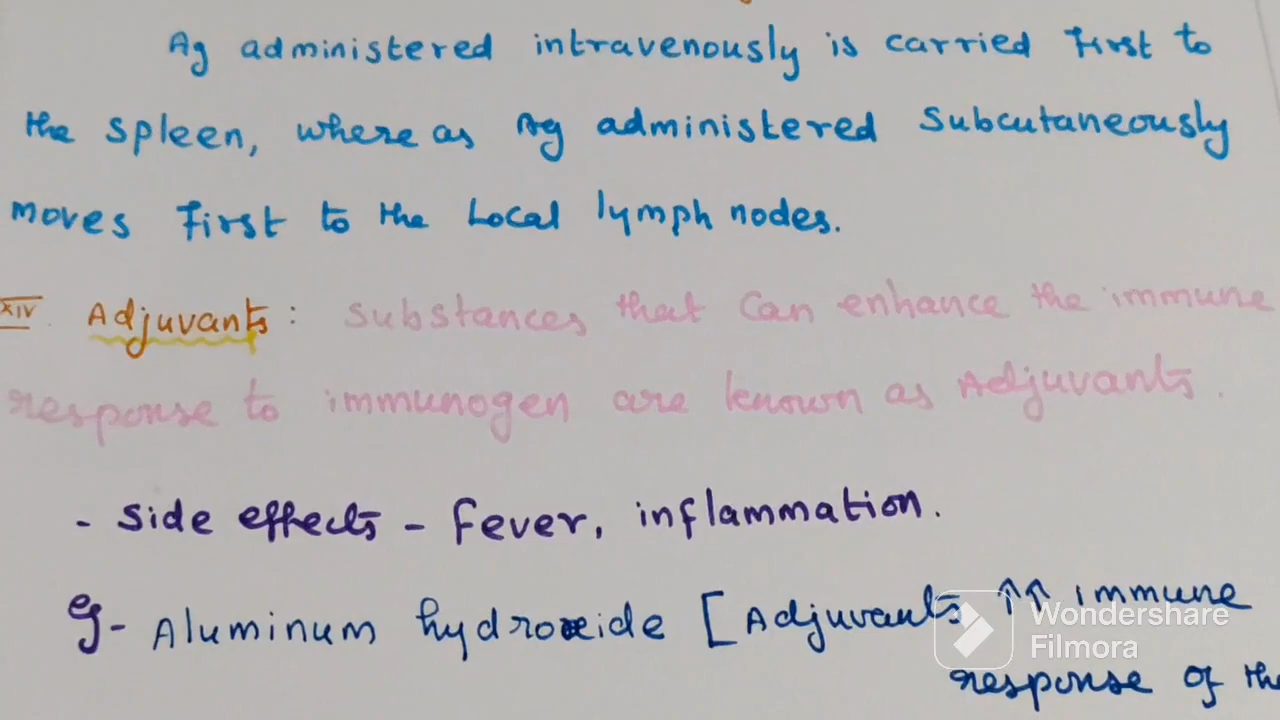 Ag administered intravenously is carried first to
the spleen, where as Ag administered subcutaneously
moves first to the Local lymph nodes.
XIV. Adjuvants: Substances that can enhance the immune
response to immunogen are known as Adjuvants.
- side effects - fever, inflammation.
eg- Aluminum hydroxide [Adjuvants ↑↑ immune
response of the
Wondershare
Filmora